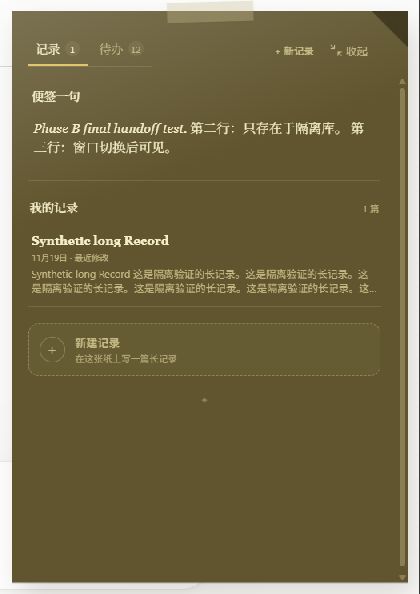 记录 1 待办 12 + 新记录 收起
便签一句
Phase B final handoff test. 第二行：只存在于隔离库。 第
三行：窗口切换后可见。
我的记录 1 篇
Synthetic long Record
11月19日 · 最近修改
Synthetic long Record 这是隔离验证的长记录。这是隔离验证的长记录。这
是隔离验证的长记录。这是隔离验证的长记录。这是隔离验证的长记录。这...
+ 新建记录
在这张纸上写一篇长记录